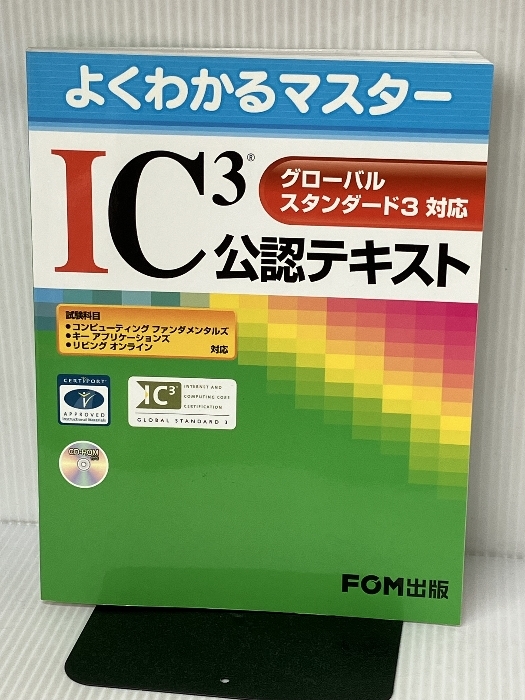 よくわかるマスター
IC³®
グローバル
スタンダード3 対応
公認テキスト
試験科目
●コンピューティング ファンダメンタルズ
●キー アプリケーションズ
●リビング オンライン
対応
CERTIPORT
APPROVED
Instructional Materials
IC³
INTERNET AND
COMPUTING CORE
CERTIFICATION
GLOBAL STANDARD 3
CD-ROM
FOM出版